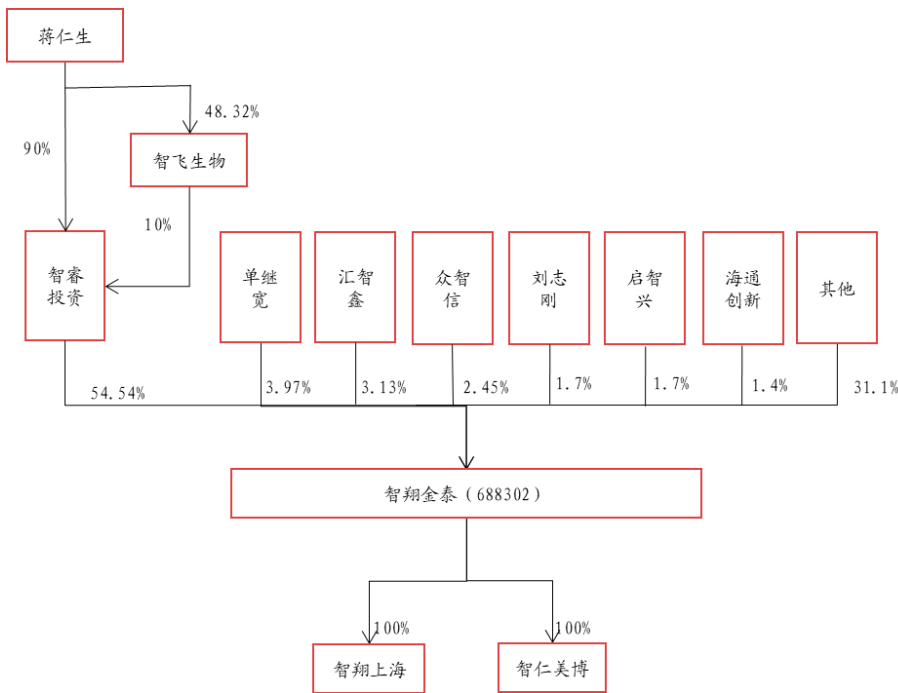 蒋仁生
48.32%
90%
智飞生物
10%
智睿
投资
单继
宽
汇智
鑫
众智
信
刘志
刚
启智
兴
海通
创新
其他
54.54%
3.97%
3.13%
2.45%
1.7%
1.7%
1.4%
31.1%
智翔金泰（688302）
100%
100%
智翔上海
智仁美博